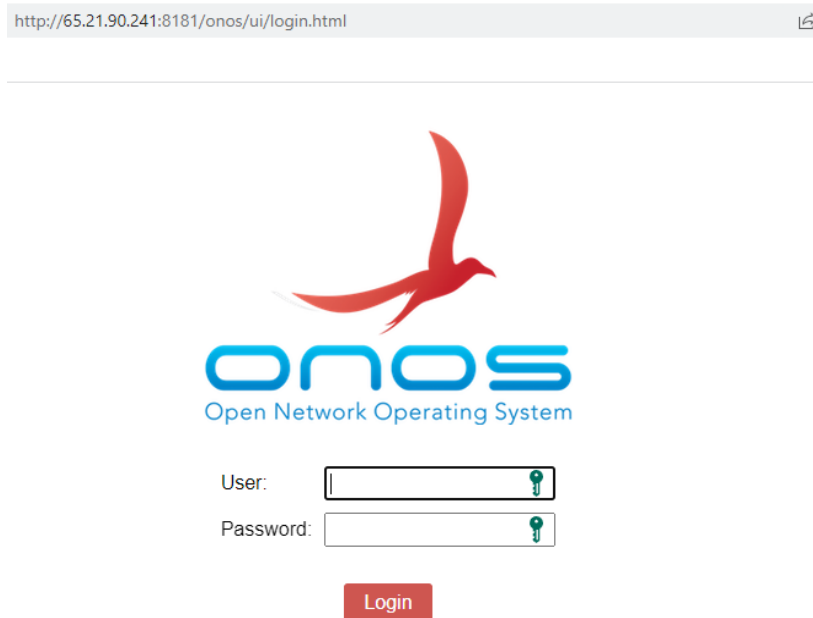 http://65.21.90.241:8181/onos/ui/login.html
onos
Open Network Operating System
User:
Password:
Login